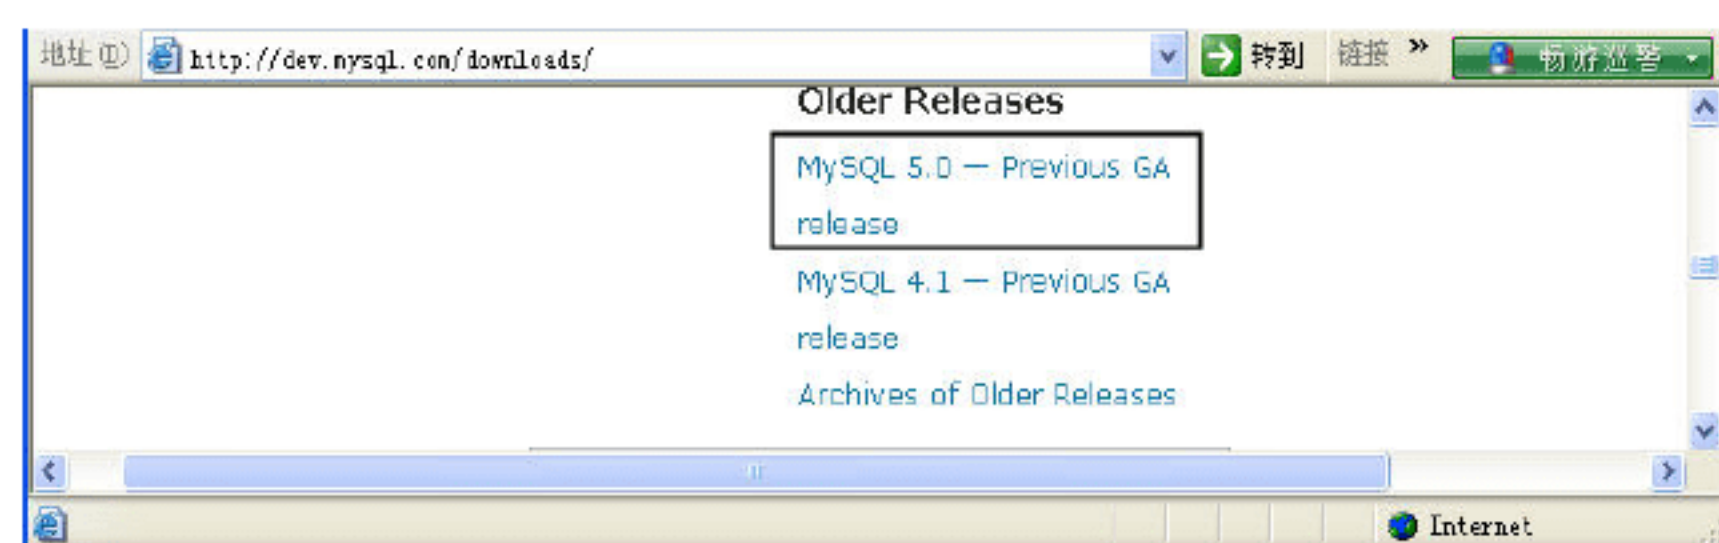 地址(D) http://dev.mysql.com/downloads/ 转到 链接 » 畅游巡警
Older Releases
MySQL 5.0 — Previous GA
release
MySQL 4.1 — Previous GA
release
Archives of Older Releases
Internet